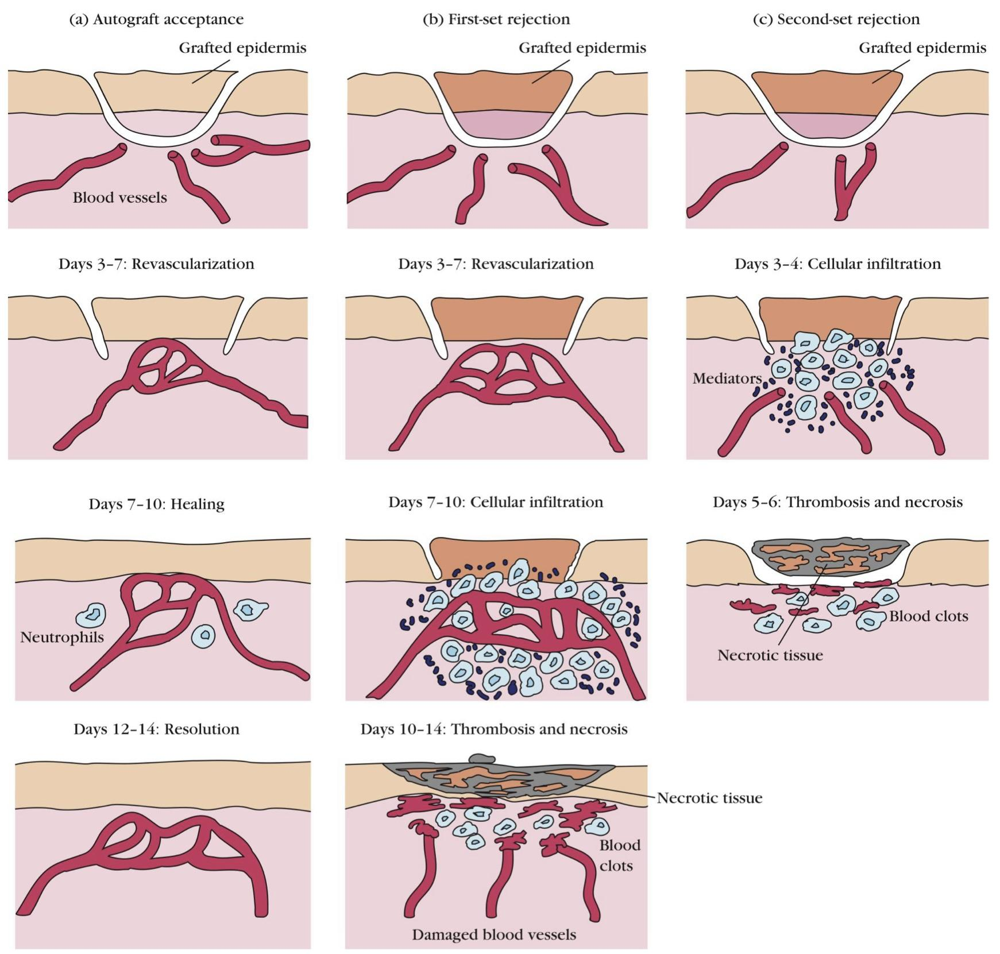 (a) Autograft acceptance
Grafted epidermis
Blood vessels
Days 3–7: Revascularization
Days 7–10: Healing
Neutrophils
Days 12–14: Resolution
(b) First-set rejection
Grafted epidermis
Days 3–7: Revascularization
Days 7–10: Cellular infiltration
Days 10–14: Thrombosis and necrosis
Necrotic tissue
Blood
clots
Damaged blood vessels
(c) Second-set rejection
Grafted epidermis
Days 3–4: Cellular infiltration
Mediators
Days 5–6: Thrombosis and necrosis
Blood clots
Necrotic tissue